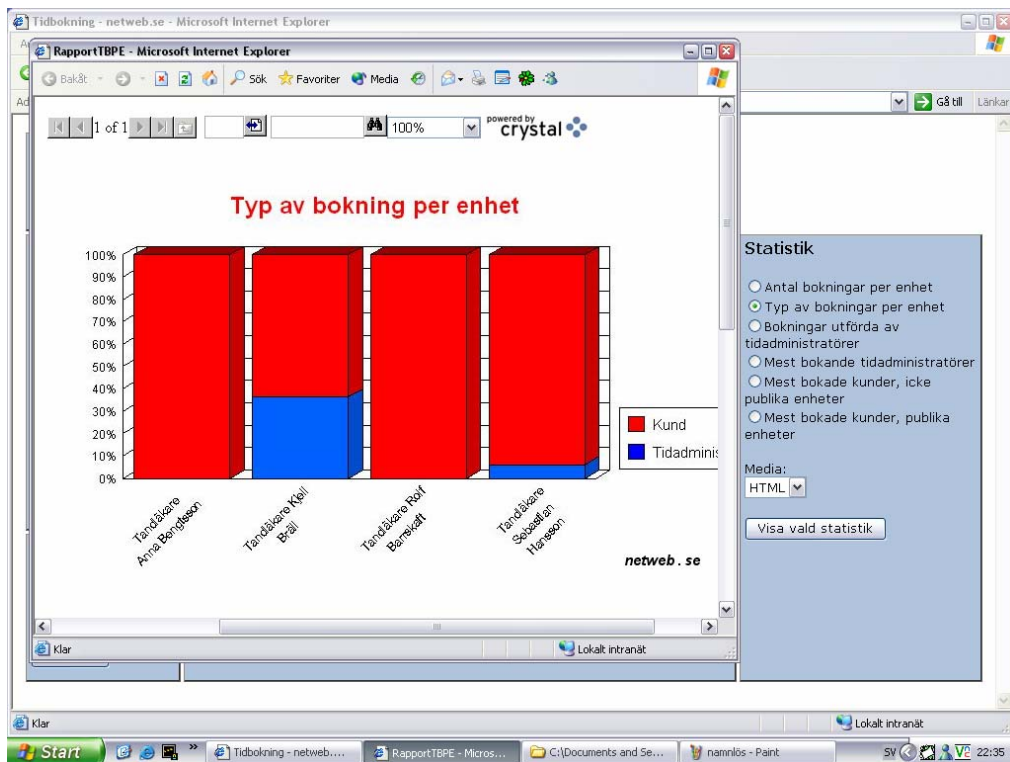 Tidbokning - netweb.se - Microsoft Internet Explorer
RapportTBPE - Microsoft Internet Explorer
Bakåt
Sök
Favoriter
Media
Gå till
Länkar
1 of 1
100%
powered by
crystal
Typ av bokning per enhet
100%
90%
80%
70%
60%
50%
40%
30%
20%
10%
0%
Tandäkare
Anna Bengtsson
Tandäkare Kjell
Bräll
Tandäkare Rolf
Barrskaft
Tandäkare
Sebastian
Hansson
Kund
Tidadminis
netweb . se
Klar
Lokalt intranät
Statistik
Antal bokningar per enhet
Typ av bokningar per enhet
Bokningar utförda av
tidadministratörer
Mest bokande tidadministratörer
Mest bokade kunder, icke
publika enheter
Mest bokade kunder, publika
enheter
Media:
HTML
Visa vald statistik
Klar
Lokalt intranät
Start
Tidbokning - netweb....
RapportTBPE - Micros...
C:\Documents and Se...
namnlös - Paint
SV
22:35